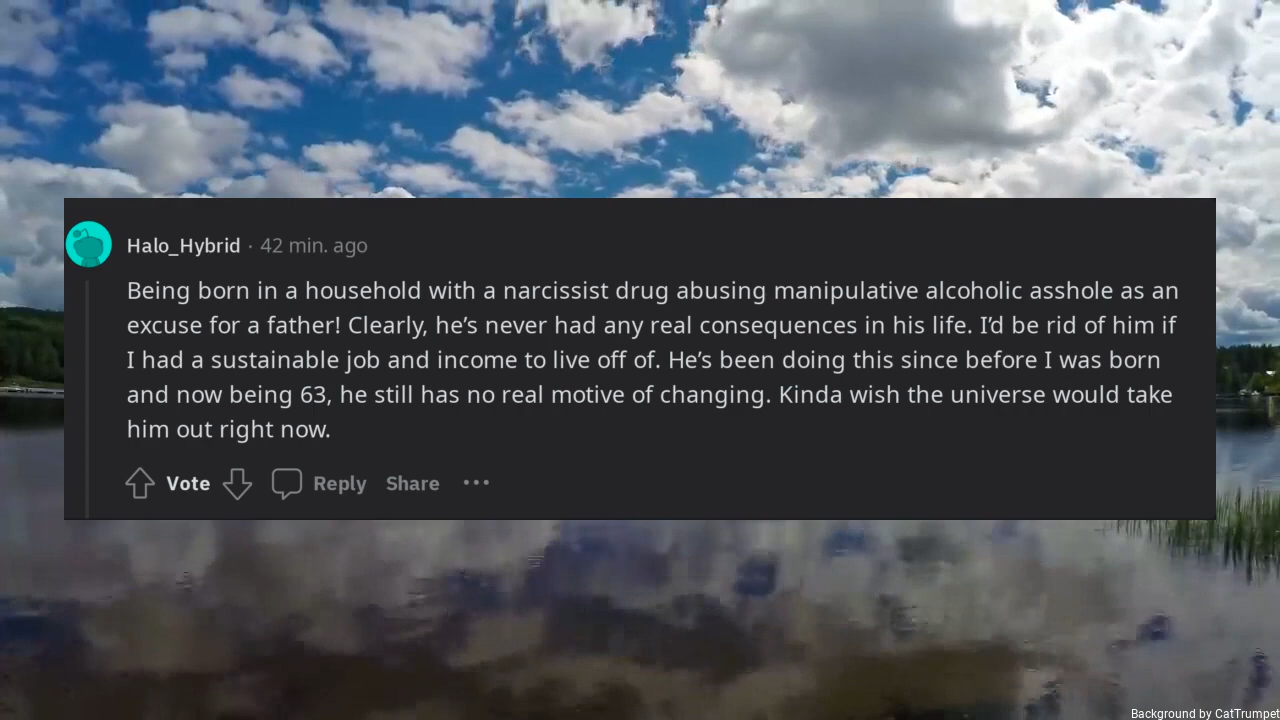 Halo_Hybrid · 42 min. ago
Being born in a household with a narcissist drug abusing manipulative alcoholic asshole as an
excuse for a father! Clearly, he’s never had any real consequences in his life. I’d be rid of him if
I had a sustainable job and income to live off of. He’s been doing this since before I was born
and now being 63, he still has no real motive of changing. Kinda wish the universe would take
him out right now.
Vote Reply Share ···
Background by CatTrumpet